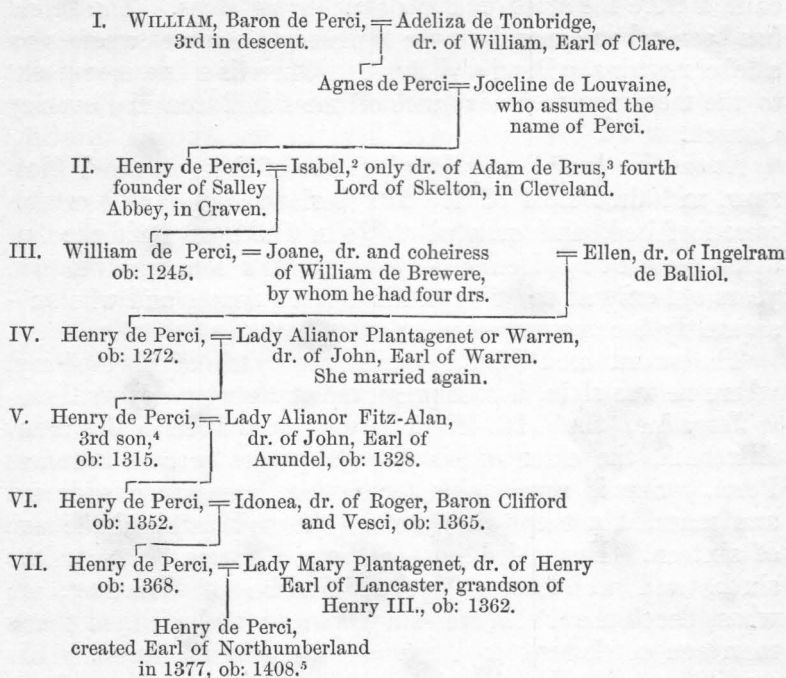 I. WILLIAM, Baron de Perci, = Adeliza de Tonbridge,
3rd in descent. dr. of William, Earl of Clare.
Agnes de Perci = Joceline de Louvaine,
who assumed the
name of Perci.
II. Henry de Perci, = Isabel,² only dr. of Adam de Brus,³ fourth
founder of Salley Lord of Skelton, in Cleveland.
Abbey, in Craven.
III. William de Perci, = Joane, dr. and coheiress = Ellen, dr. of Ingelram
ob: 1245. of William de Brewere, de Balliol.
by whom he had four drs.
IV. Henry de Perci, = Lady Alianor Plantagenet or Warren,
ob: 1272. dr. of John, Earl of Warren.
She married again.
V. Henry de Perci, = Lady Alianor Fitz-Alan,
3rd son,⁴ dr. of John, Earl of
ob: 1315. Arundel, ob: 1328.
VI. Henry de Perci, = Idonea, dr. of Roger, Baron Clifford
ob: 1352. and Vesci, ob: 1365.
VII. Henry de Perci, = Lady Mary Plantagenet, dr. of Henry
ob: 1368. Earl of Lancaster, grandson of
Henry III., ob: 1362.
Henry de Perci,
created Earl of Northumberland
in 1377, ob: 1408.⁵